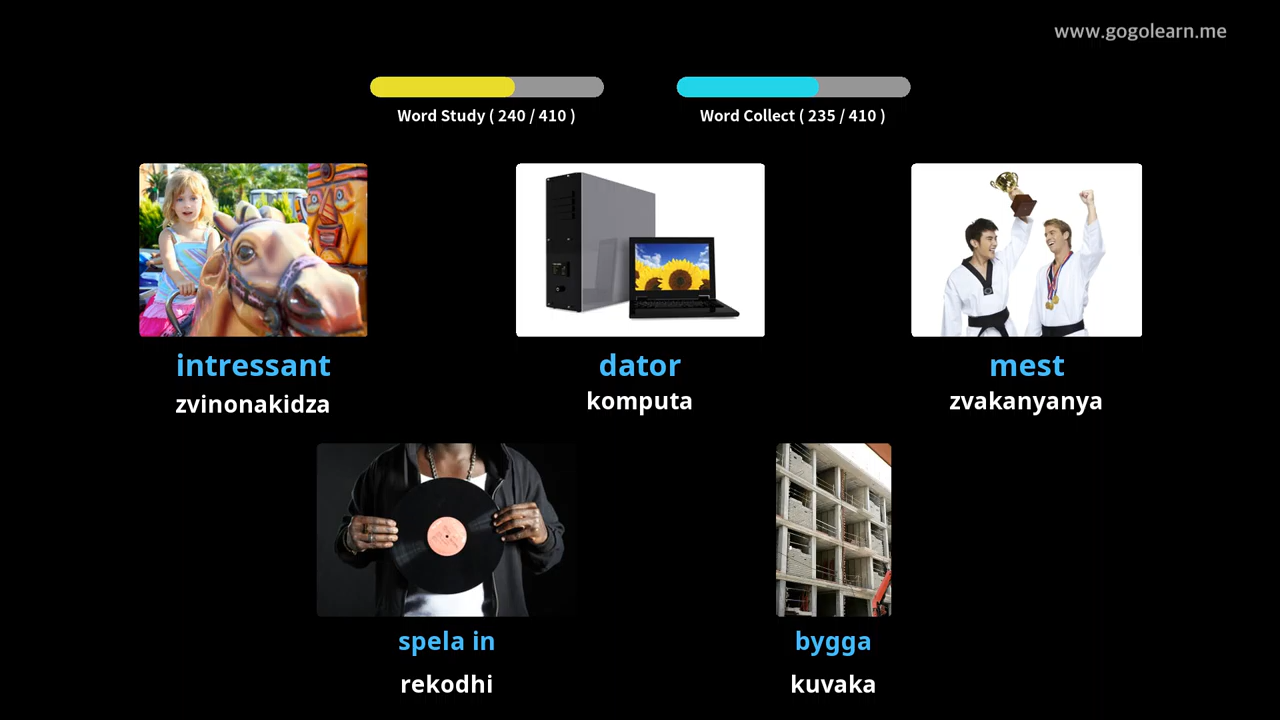 www.gogolearn.me
Word Study ( 240 / 410 )
Word Collect ( 235 / 410 )
intressant
zvinonakidza
dator
komputa
mest
zvakanyanya
spela in
rekodhi
bygga
kuvaka